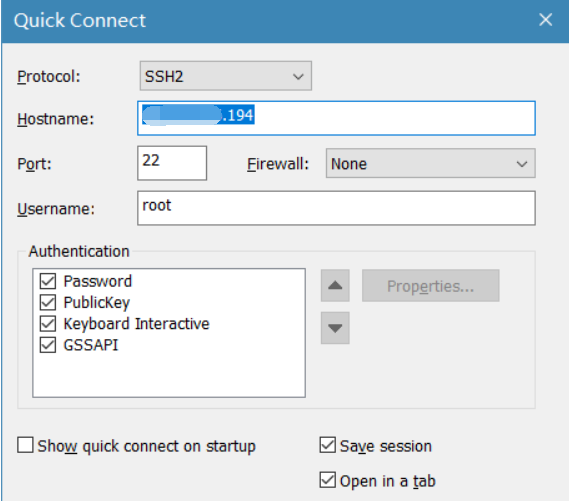 Quick Connect
Protocol: SSH2
Hostname: .194
Port: 22 Firewall: None
Username: root
Authentication
Password
PublicKey
Keyboard Interactive
GSSAPI
Properties...
Show quick connect on startup
Save session
Open in a tab